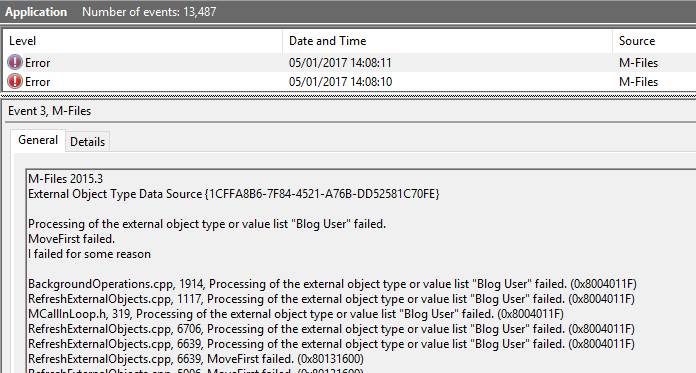 Application Number of events: 13,487
Level Date and Time Source
Error 05/01/2017 14:08:11 M-Files
Error 05/01/2017 14:08:10 M-Files
Event 3, M-Files
General Details
M-Files 2015.3
External Object Type Data Source {1CFFA8B6-7F84-4521-A76B-DD52581C70FE}
Processing of the external object type or value list "Blog User" failed.
MoveFirst failed.
I failed for some reason
BackgroundOperations.cpp, 1914, Processing of the external object type or value list "Blog User" failed. (0x8004011F)
RefreshExternalObjects.cpp, 1117, Processing of the external object type or value list "Blog User" failed. (0x8004011F)
MCallInLoop.h, 319, Processing of the external object type or value list "Blog User" failed. (0x8004011F)
RefreshExternalObjects.cpp, 6706, Processing of the external object type or value list "Blog User" failed. (0x8004011F)
RefreshExternalObjects.cpp, 6639, Processing of the external object type or value list "Blog User" failed. (0x8004011F)
RefreshExternalObjects.cpp, 6639, MoveFirst failed. (0x80131600)
RefreshExternalObjects.cpp, MoveFirst failed. (0x80131600)